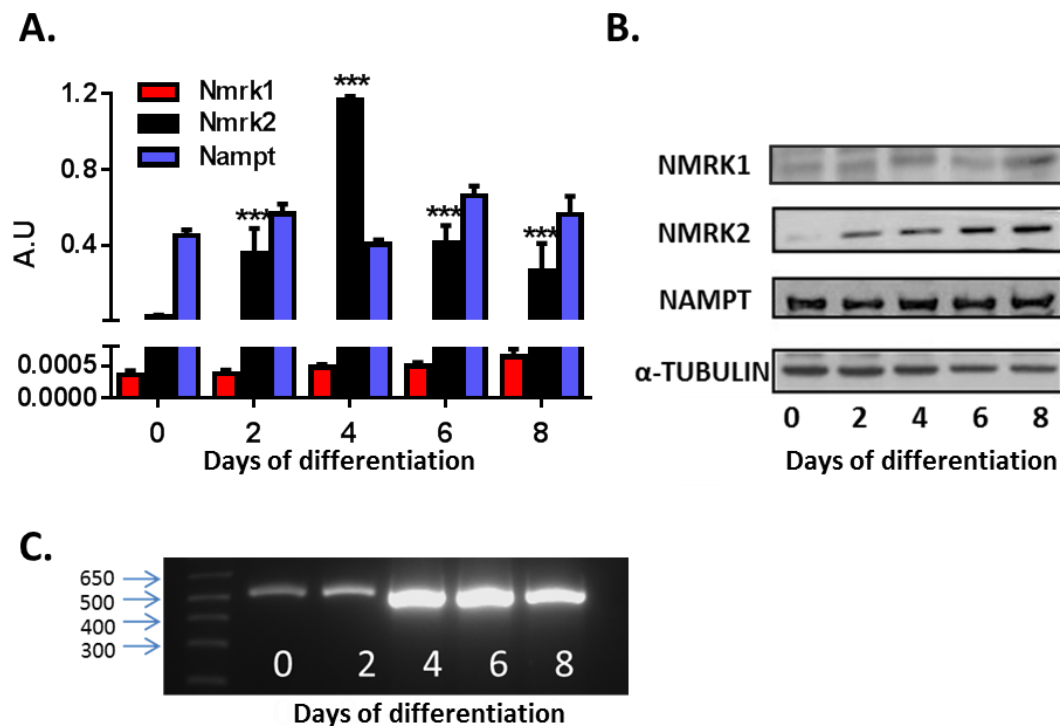 A.
Nmrk1
Nmrk2
Nampt
A.U
1.2
0.8
0.4
0.0005
0.0000
***
***
***
***
0 2 4 6 8
Days of differentiation
B.
NMRK1
NMRK2
NAMPT
α-TUBULIN
0 2 4 6 8
Days of differentiation
C.
650
500
400
300
0 2 4 6 8
Days of differentiation